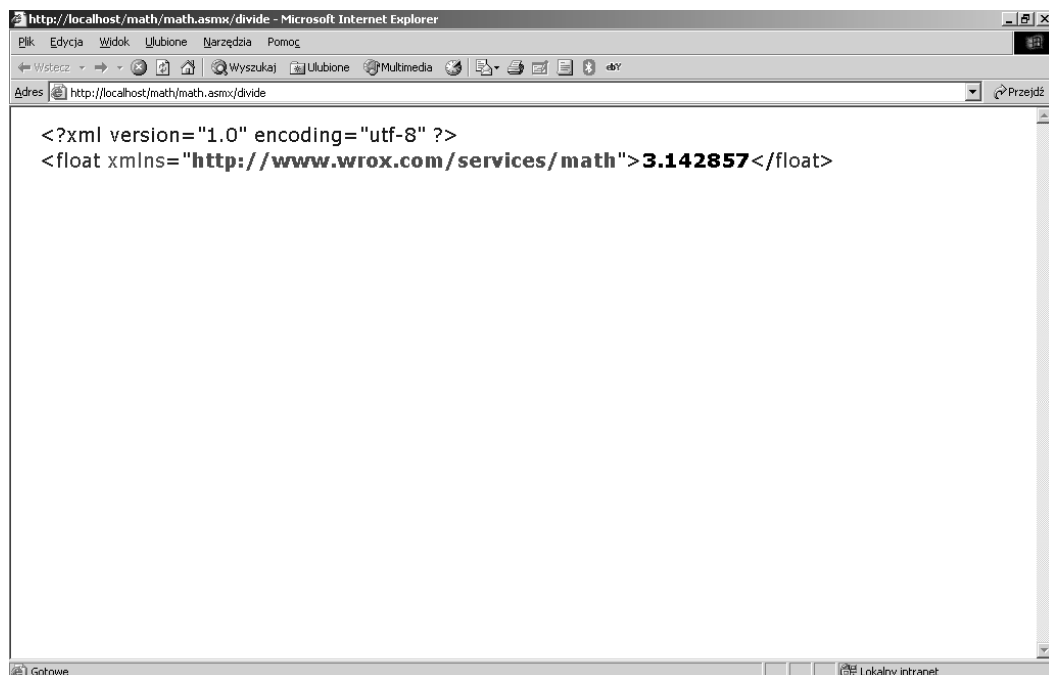 http://localhost/math/math.asmx/divide - Microsoft Internet Explorer
Plik Edycja Widok Ulubione Narzędzia Pomoc
Wstecz Wyszukaj Ulubione Multimedia
Adres http://localhost/math/math.asmx/divide Przejdź
<?xml version="1.0" encoding="utf-8" ?>
<float xmlns="http://www.wrox.com/services/math">3.142857</float>
Gotowe Lokalny intranet